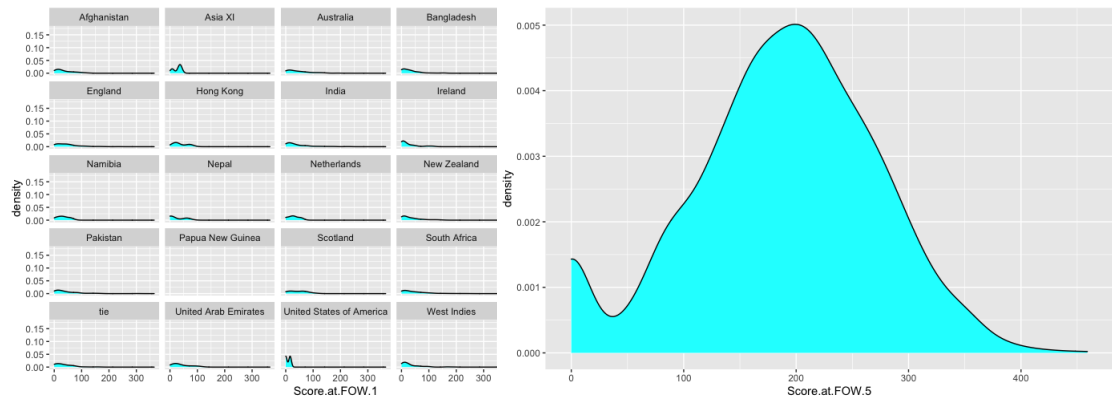 Afghanistan Asia XI Australia Bangladesh
0.15
0.10
0.05
0.00
England Hong Kong India Ireland
0.15
0.10
0.05
0.00
Namibia Nepal Netherlands New Zealand
0.15
0.10
0.05
0.00
Pakistan Papua New Guinea Scotland South Africa
0.15
0.10
0.05
0.00
tie United Arab Emirates United States of America West Indies
0.15
0.10
0.05
0.00
0 100 200 300 0 100 200 300 0 100 200 300 0 100 200 300
density
Score.at.FOW.1
0.005
0.004
0.003
0.002
0.001
0.000
0 100 200 300 400
density
Score.at.FOW.5